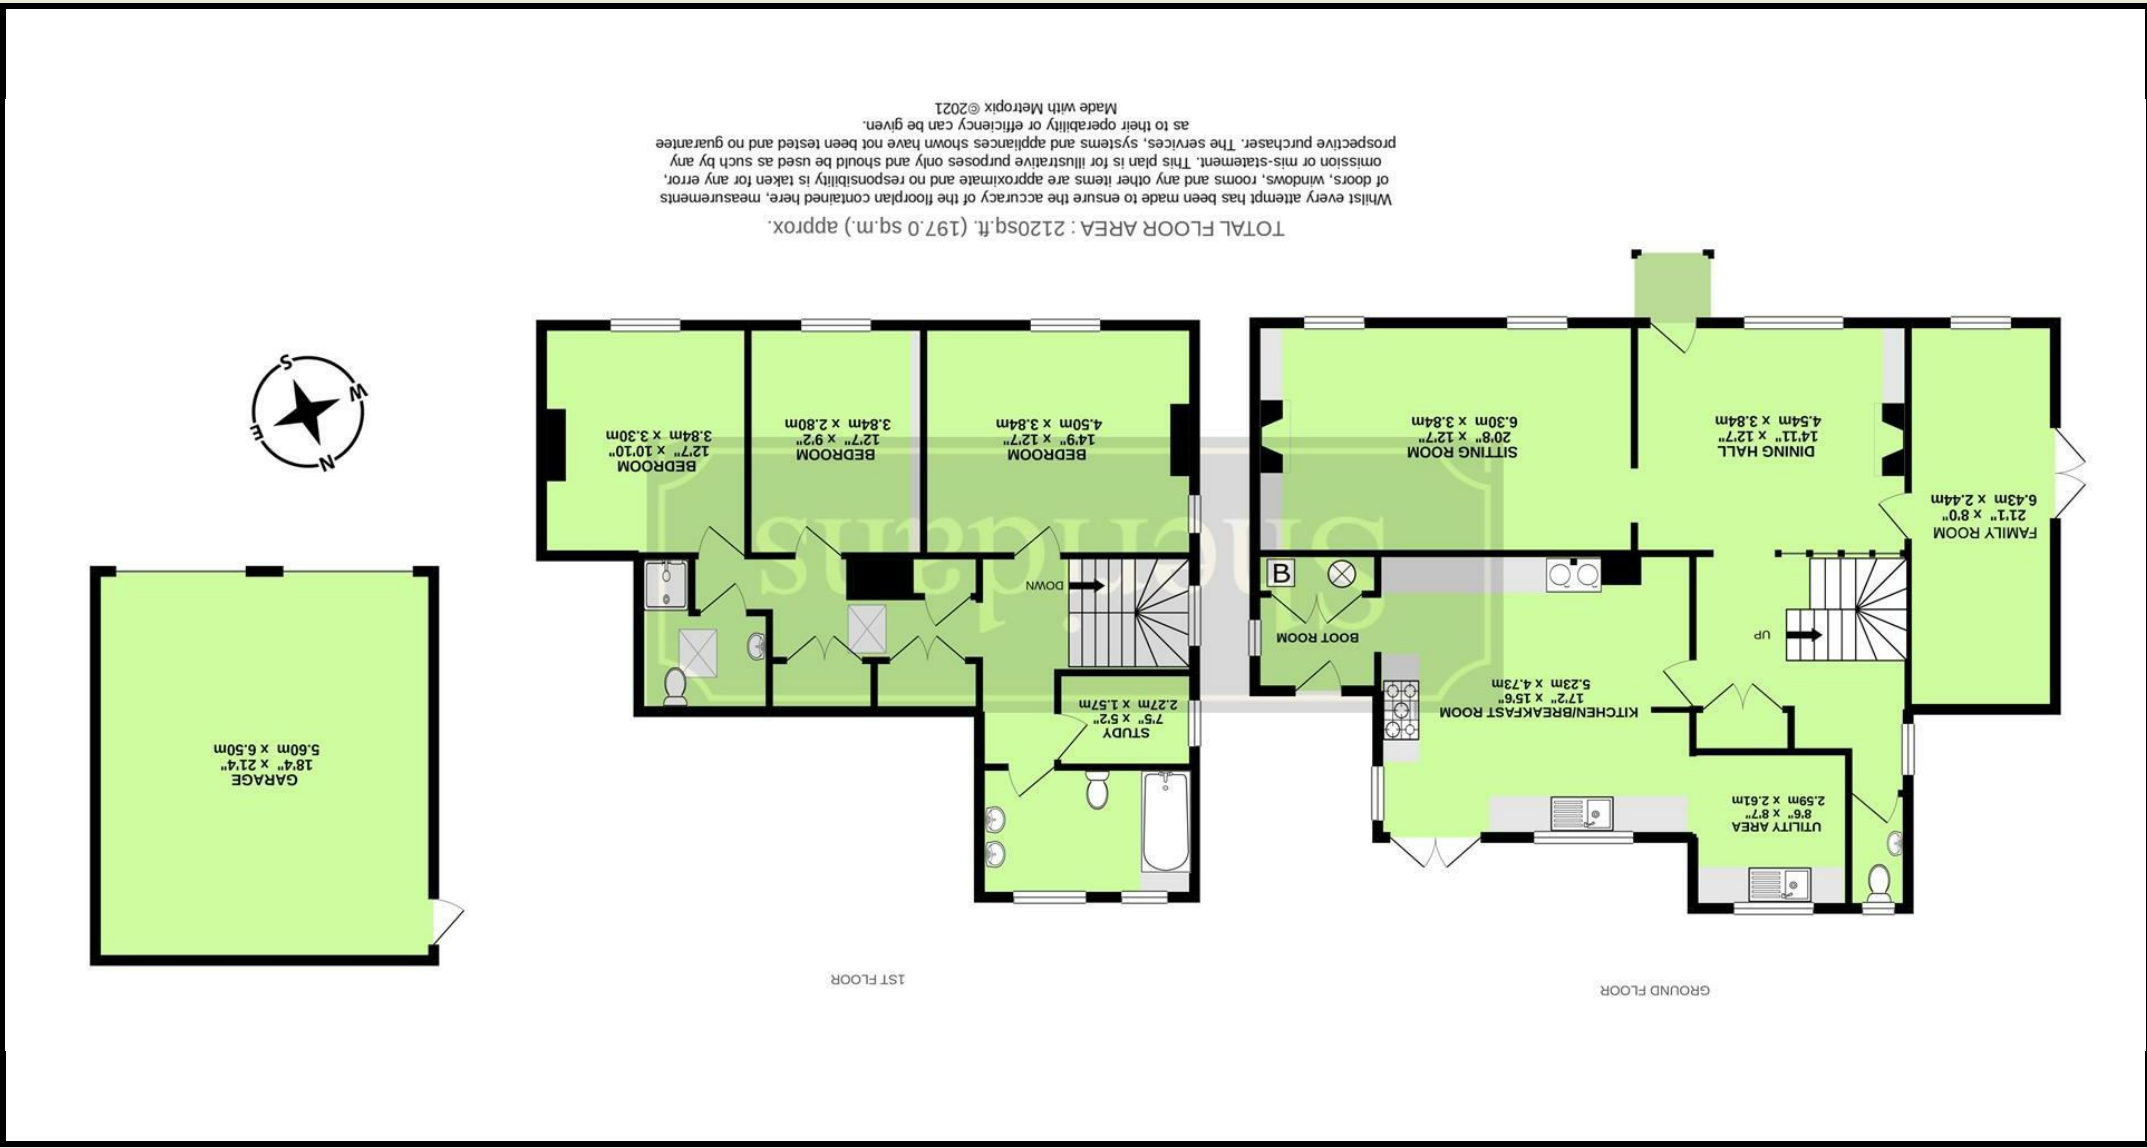 GROUND FLOOR
1ST FLOOR
UTILITY AREA
8'6" x 8'7"
2.59m x 2.61m
KITCHEN/BREAKFAST ROOM
17'2" x 15'6"
5.23m x 4.73m
UP
BOOT ROOM
B
FAMILY ROOM
21'1" x 8'0"
6.43m x 2.44m
DINING HALL
14'11" x 12'7"
4.54m x 3.84m
SITTING ROOM
20'8" x 12'7"
6.30m x 3.84m
STUDY
7'5" x 5'2"
2.27m x 1.57m
DOWN
BEDROOM
14'9" x 12'7"
4.50m x 3.84m
BEDROOM
12'7" x 9'2"
3.84m x 2.80m
BEDROOM
12'7" x 10'10"
3.84m x 3.30m
GARAGE
18'4" x 21'4"
5.60m x 6.50m
N
E
W
S
Sheridans
TOTAL FLOOR AREA : 2120sq.ft. (197.0 sq.m.) approx.
Whilst every attempt has been made to ensure the accuracy of the floorplan contained here, measurements
of doors, windows, rooms and any other items are approximate and no responsibility is taken for any error,
omission or mis-statement. This plan is for illustrative purposes only and should be used as such by any
prospective purchaser. The services, systems and appliances shown have not been tested and no guarantee
as to their operability or efficiency can be given.
Made with Metropix ©2021